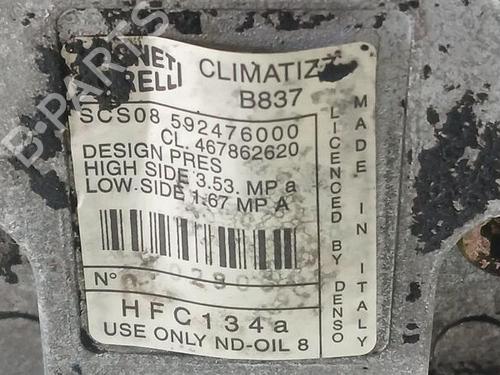 CLIMATIZ
B837
SCS08 592476000
CL. 467862620
DESIGN PRES
HIGH SIDE 3.53. MP a
LOW SIDE 1.67 MP A
N°
HFC134a
USE ONLY ND-OIL 8
LICENCED BY DENSO
MADE IN ITALY
B-PARTS